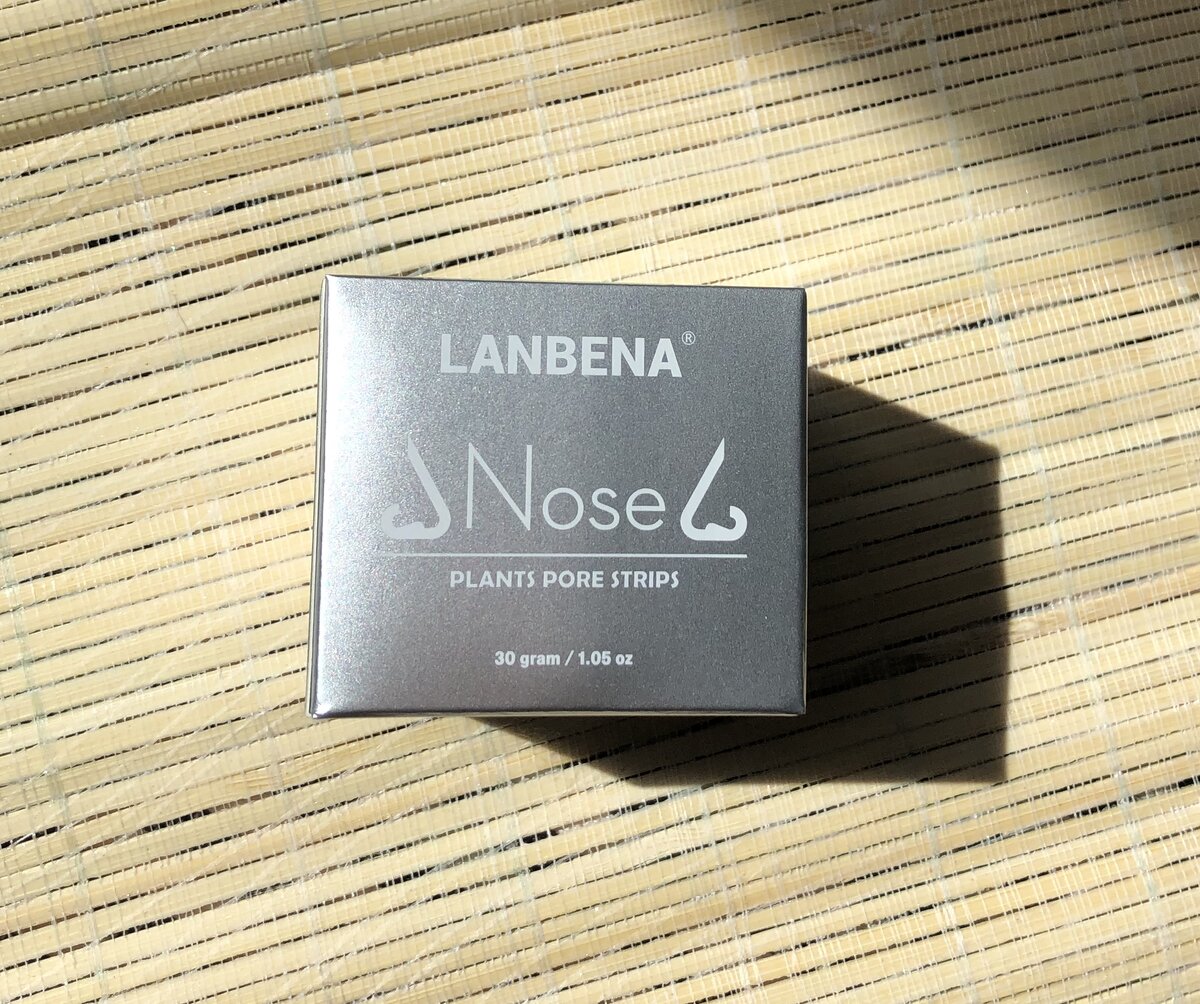 LANBENA®
Nose
PLANTS PORE STRIPS
30 gram / 1.05 oz